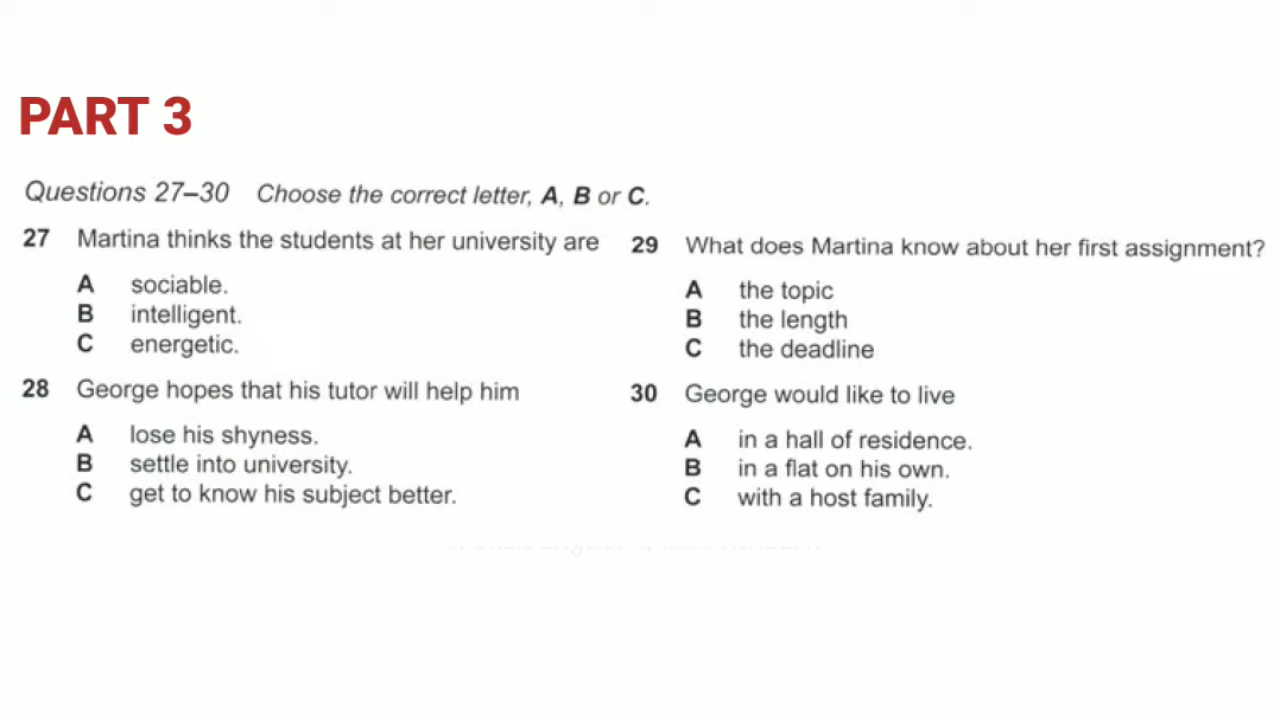 PART 3
Questions 27–30 Choose the correct letter, A, B or C.
27 Martina thinks the students at her university are
A sociable.
B intelligent.
C energetic.
28 George hopes that his tutor will help him
A lose his shyness.
B settle into university.
C get to know his subject better.
29 What does Martina know about her first assignment?
A the topic
B the length
C the deadline
30 George would like to live
A in a hall of residence.
B in a flat on his own.
C with a host family.